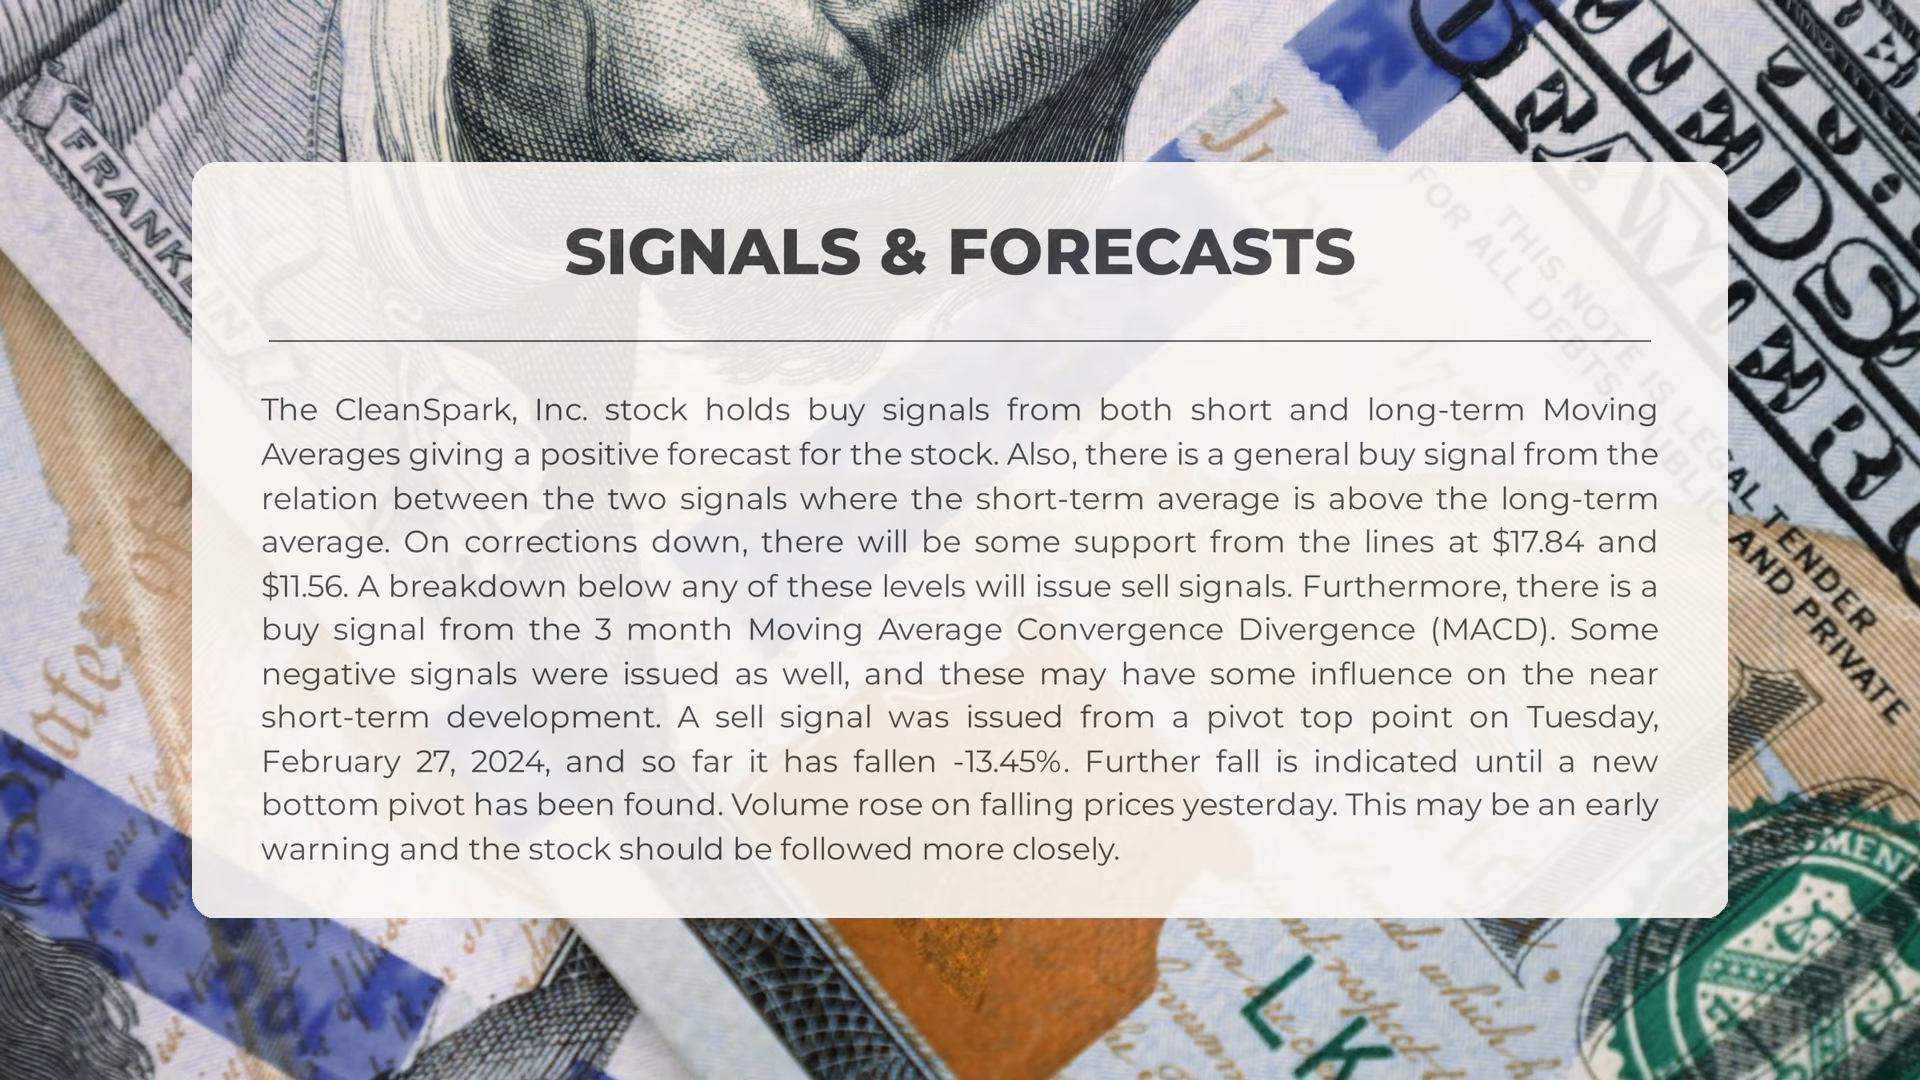 FRANKLIN
JULY 4, 1776
THIS NOTE IS LEGAL TENDER
FOR ALL DEBTS PUBLIC AND PRIVATE
SIGNALS & FORECASTS
The CleanSpark, Inc. stock holds buy signals from both short and long-term Moving
Averages giving a positive forecast for the stock. Also, there is a general buy signal from the
relation between the two signals where the short-term average is above the long-term
average. On corrections down, there will be some support from the lines at $17.84 and
$11.56. A breakdown below any of these levels will issue sell signals. Furthermore, there is a
buy signal from the 3 month Moving Average Convergence Divergence (MACD). Some
negative signals were issued as well, and these may have some influence on the near
short-term development. A sell signal was issued from a pivot top point on Tuesday,
February 27, 2024, and so far it has fallen -13.45%. Further fall is indicated until a new
bottom pivot has been found. Volume rose on falling prices yesterday. This may be an early
warning and the stock should be followed more closely.
LK